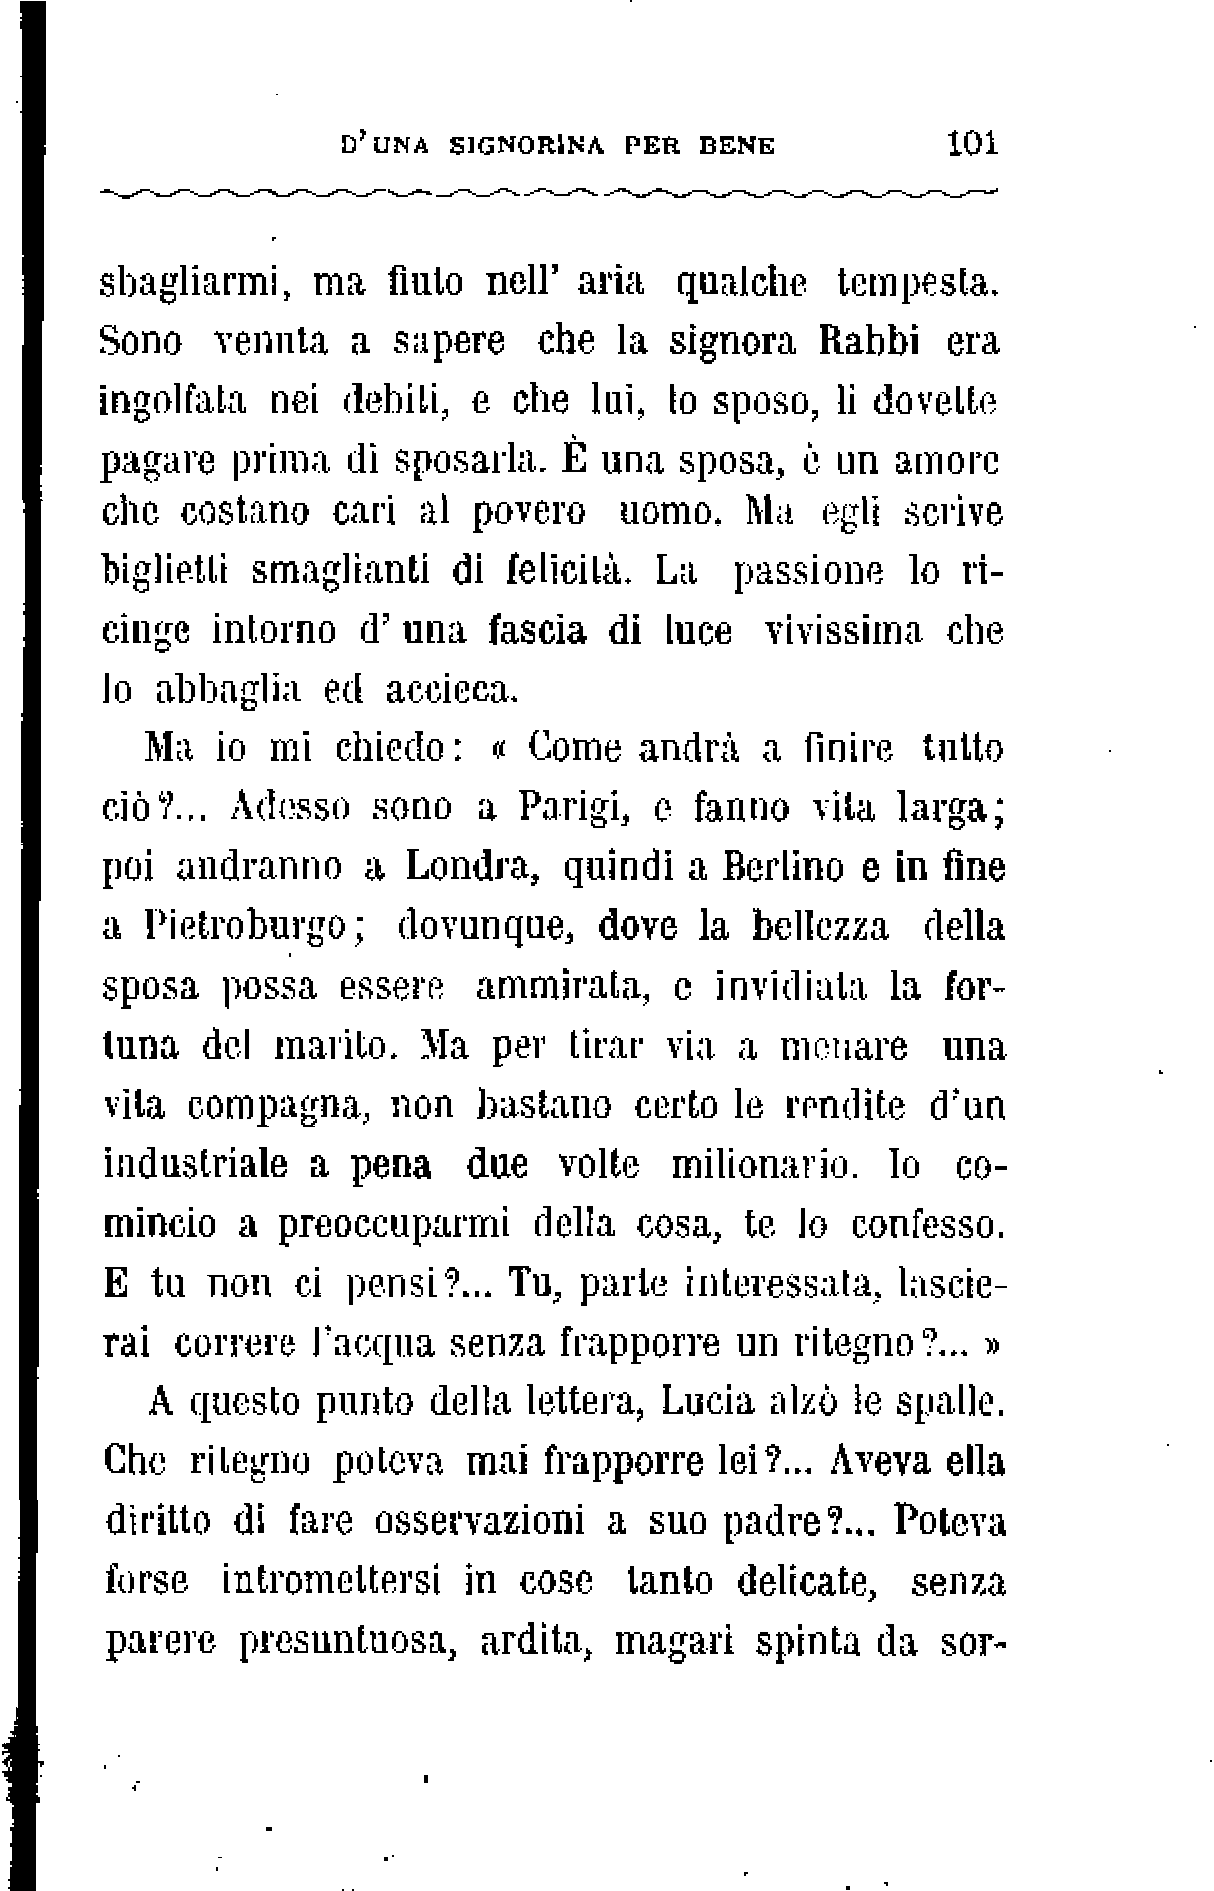 D'UNA SIGNORINA PER BENE 101
sbagliarmi, ma fiuto nell' aria qualche tempesta.
Sono venuta a sapere che la signora Rabbi era
ingolfata nei debiti, e che lui, lo sposo, li dovette
pagare prima di sposarla. È una sposa, è un amore
che costano cari al povero uomo. Ma egli scrive
biglietti smaglianti di felicità. La passione lo ri-
cinge intorno d' una fascia di luce vivissima che
lo abbaglia ed accieca.
Ma io mi chiedo: « Come andrà a finire tutto
ciò?... Adesso sono a Parigi, e fanno vita larga;
poi andranno a Londra, quindi a Berlino e in fine
a Pietroburgo; dovunque, dove la bellezza della
sposa possa essere ammirata, e invidiata la for-
tuna del marito. Ma per tirar via a menare una
vita compagna, non bastano certo le rendite d'un
industriale a pena due volte milionario. Io co-
mincio a preoccuparmi della cosa, te lo confesso.
E tu non ci pensi?... Tu, parte interessata, lascie-
rai correre l'acqua senza frapporre un ritegno?... »
A questo punto della lettera, Lucia alzò le spalle.
Che ritegno poteva mai frapporre lei?... Aveva ella
diritto di fare osservazioni a suo padre?... Poteva
forse intromettersi in cose tanto delicate, senza
parere presuntuosa, ardita, magari spinta da sor-